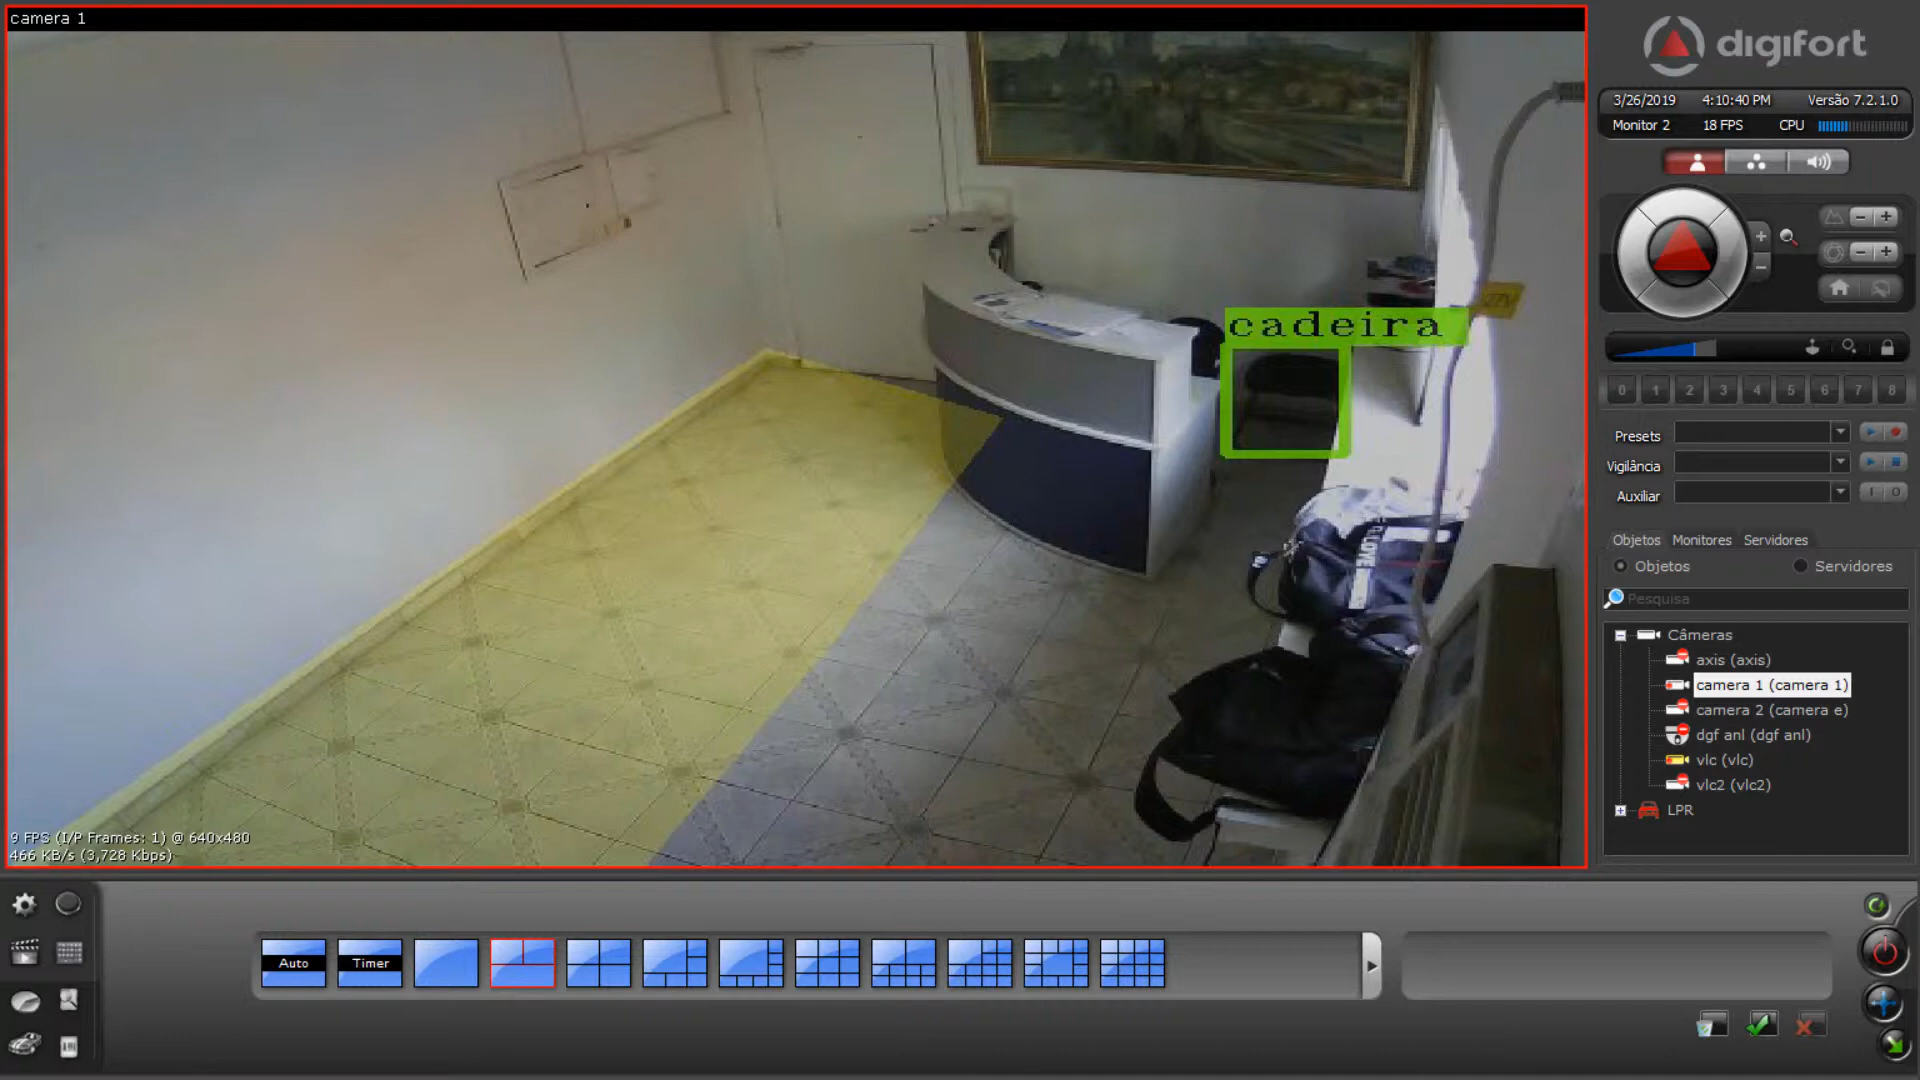 camera 1
digifort
3/26/2019 4:10:40 PM Versão 7.2.1.0
Monitor 2 18 FPS CPU
27V
cadeira
0 1 2 3 4 5 6 7 8
Presets
Vigilância
Auxiliar
I O
Objetos Monitores Servidores
Objetos Servidores
Pesquisa
LOVE
Câmeras
axis (axis)
camera 1 (camera 1)
camera 2 (camera e)
dgf anl (dgf anl)
vlc (vlc)
vlc2 (vlc2)
LPR
9 FPS (I/P Frames: 1) @ 640x480
466 KB/s (3,728 Kbps)
Auto Timer